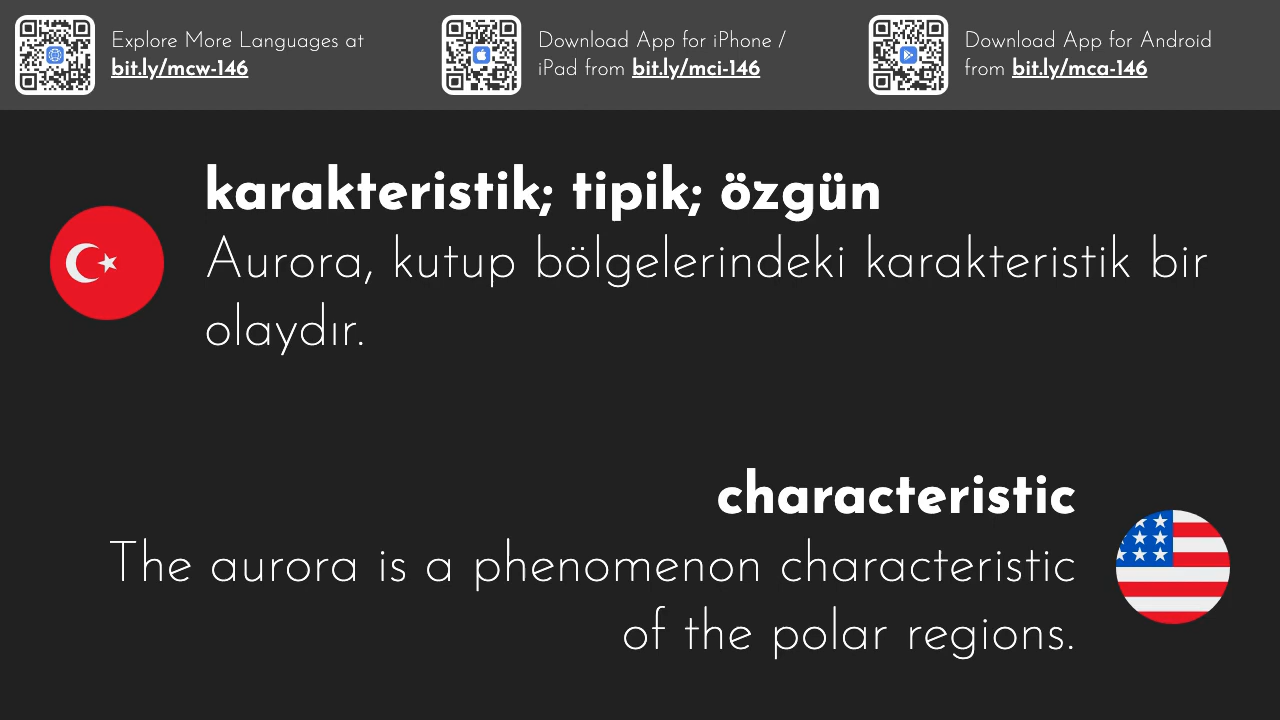 Explore More Languages at
bit.ly/mcw-146
Download App for iPhone /
iPad from bit.ly/mci-146
Download App for Android
from bit.ly/mca-146
karakteristik; tipik; özgün
Aurora, kutup bölgelerindeki karakteristik bir
olaydır.
characteristic
The aurora is a phenomenon characteristic
of the polar regions.